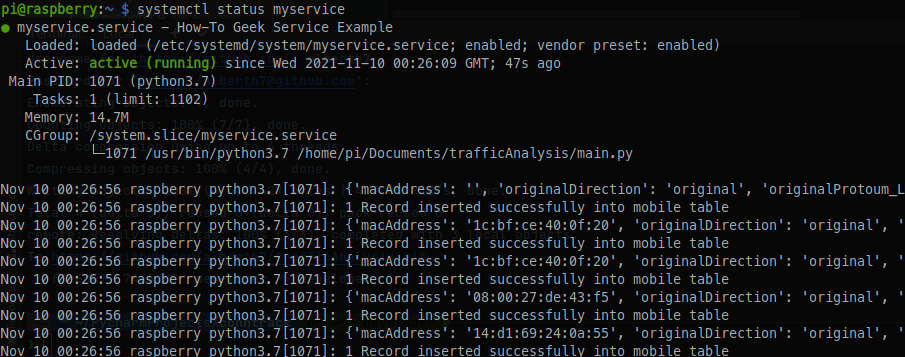 pi@raspberry:~ $ systemctl status myservice
● myservice.service - How-To Geek Service Example
Loaded: loaded (/etc/systemd/system/myservice.service; enabled; vendor preset: enabled)
Active: active (running) since Wed 2021-11-10 00:26:09 GMT; 47s ago
Main PID: 1071 (python3.7)
Tasks: 1 (limit: 1102)
Memory: 14.7M
CGroup: /system.slice/myservice.service
└─1071 /usr/bin/python3.7 /home/pi/Documents/trafficAnalysis/main.py
Nov 10 00:26:56 raspberry python3.7[1071]: {'macAddress': '', 'originalDirection': 'original', 'originalProtoum_L
Nov 10 00:26:56 raspberry python3.7[1071]: 1 Record inserted successfully into mobile table
Nov 10 00:26:56 raspberry python3.7[1071]: {'macAddress': '1c:bf:ce:40:0f:20', 'originalDirection': 'original', '
Nov 10 00:26:56 raspberry python3.7[1071]: 1 Record inserted successfully into mobile table
Nov 10 00:26:56 raspberry python3.7[1071]: {'macAddress': '1c:bf:ce:40:0f:20', 'originalDirection': 'original', '
Nov 10 00:26:56 raspberry python3.7[1071]: 1 Record inserted successfully into mobile table
Nov 10 00:26:56 raspberry python3.7[1071]: {'macAddress': '08:00:27:de:43:f5', 'originalDirection': 'original', '
Nov 10 00:26:56 raspberry python3.7[1071]: 1 Record inserted successfully into mobile table
Nov 10 00:26:56 raspberry python3.7[1071]: {'macAddress': '14:d1:69:24:0a:55', 'originalDirection': 'original', '
Nov 10 00:26:56 raspberry python3.7[1071]: 1 Record inserted successfully into mobile table